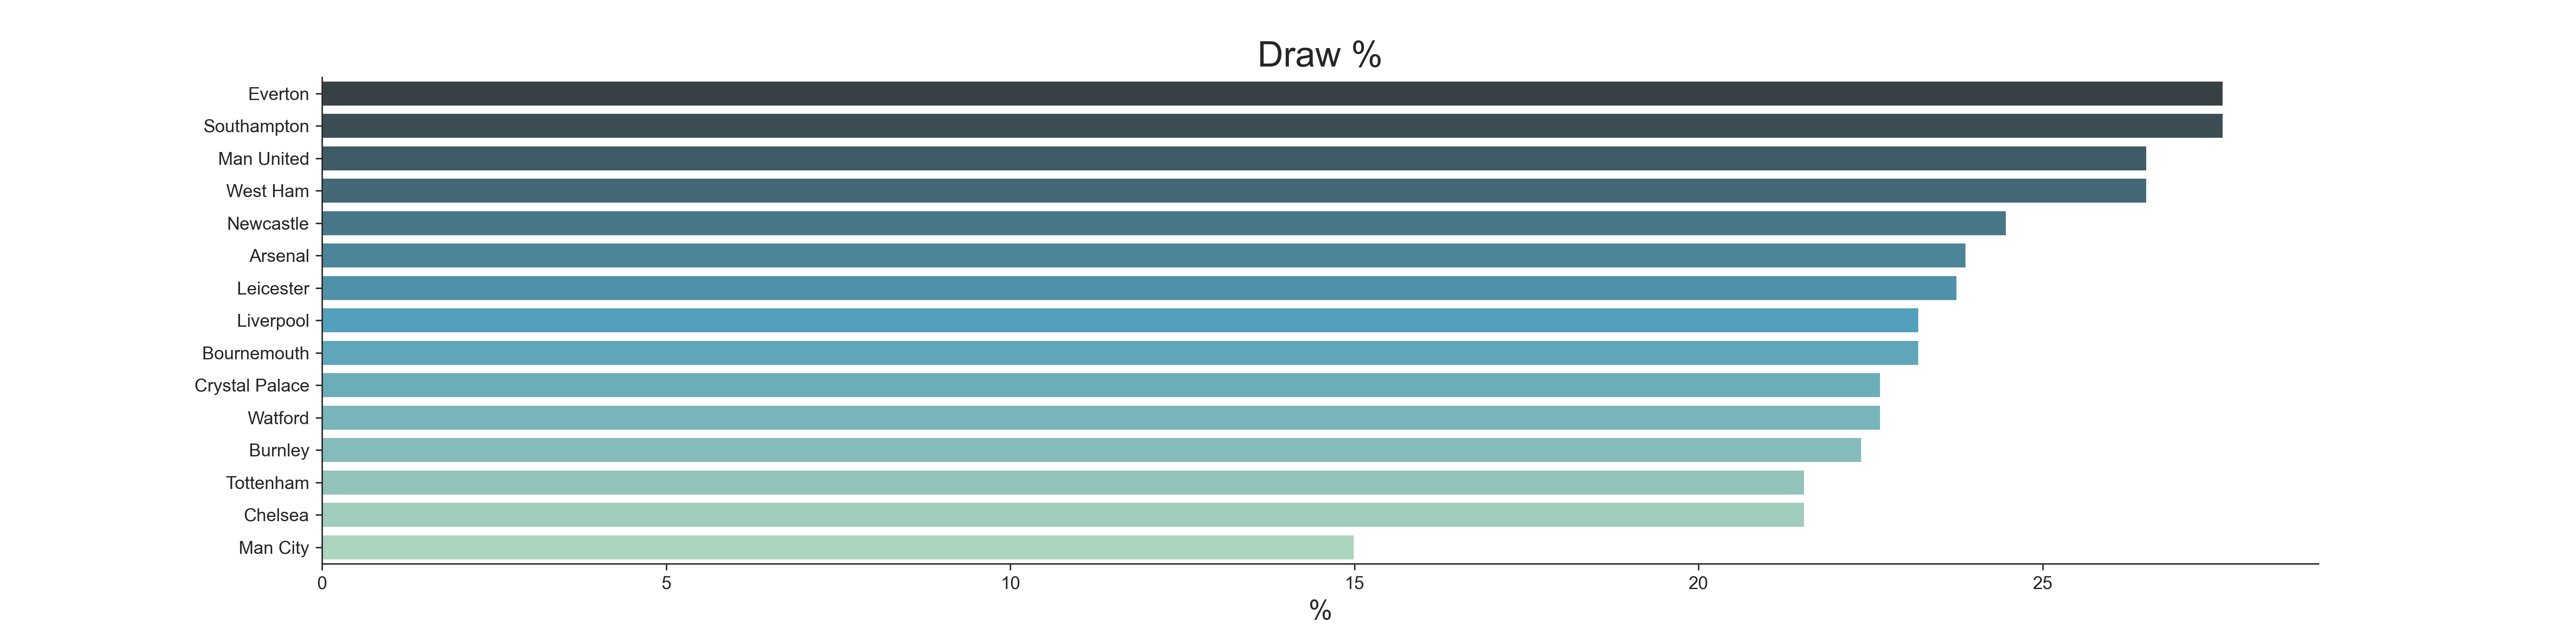 Draw %
Everton
Southampton
Man United
West Ham
Newcastle
Arsenal
Leicester
Liverpool
Bournemouth
Crystal Palace
Watford
Burnley
Tottenham
Chelsea
Man City
0 5 10 15 20 25
%